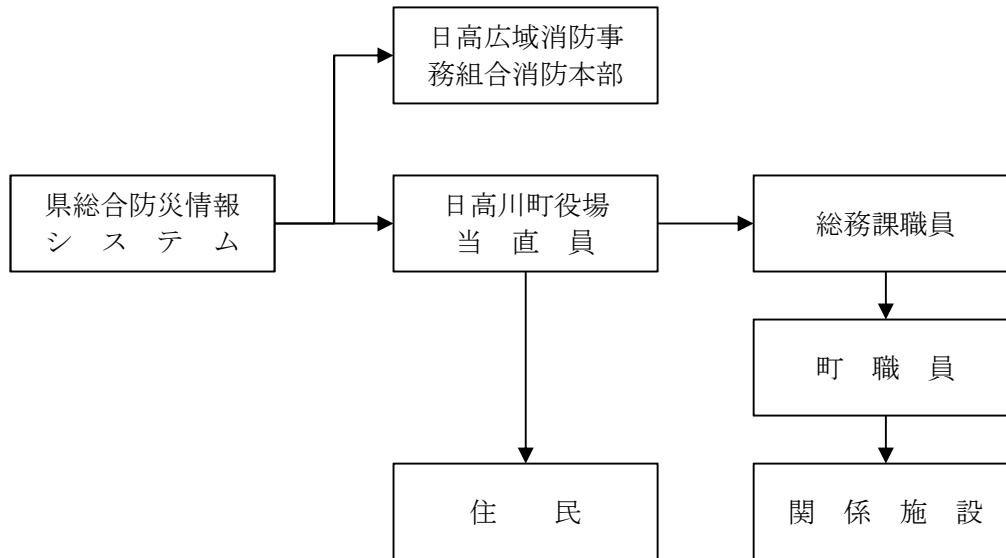 日高広域消防事
務組合消防本部
県総合防災情報
シ　ス　テ　ム
日高川町役場
当　直　員
総務課職員
町　職　員
住　　民
関　係　施　設